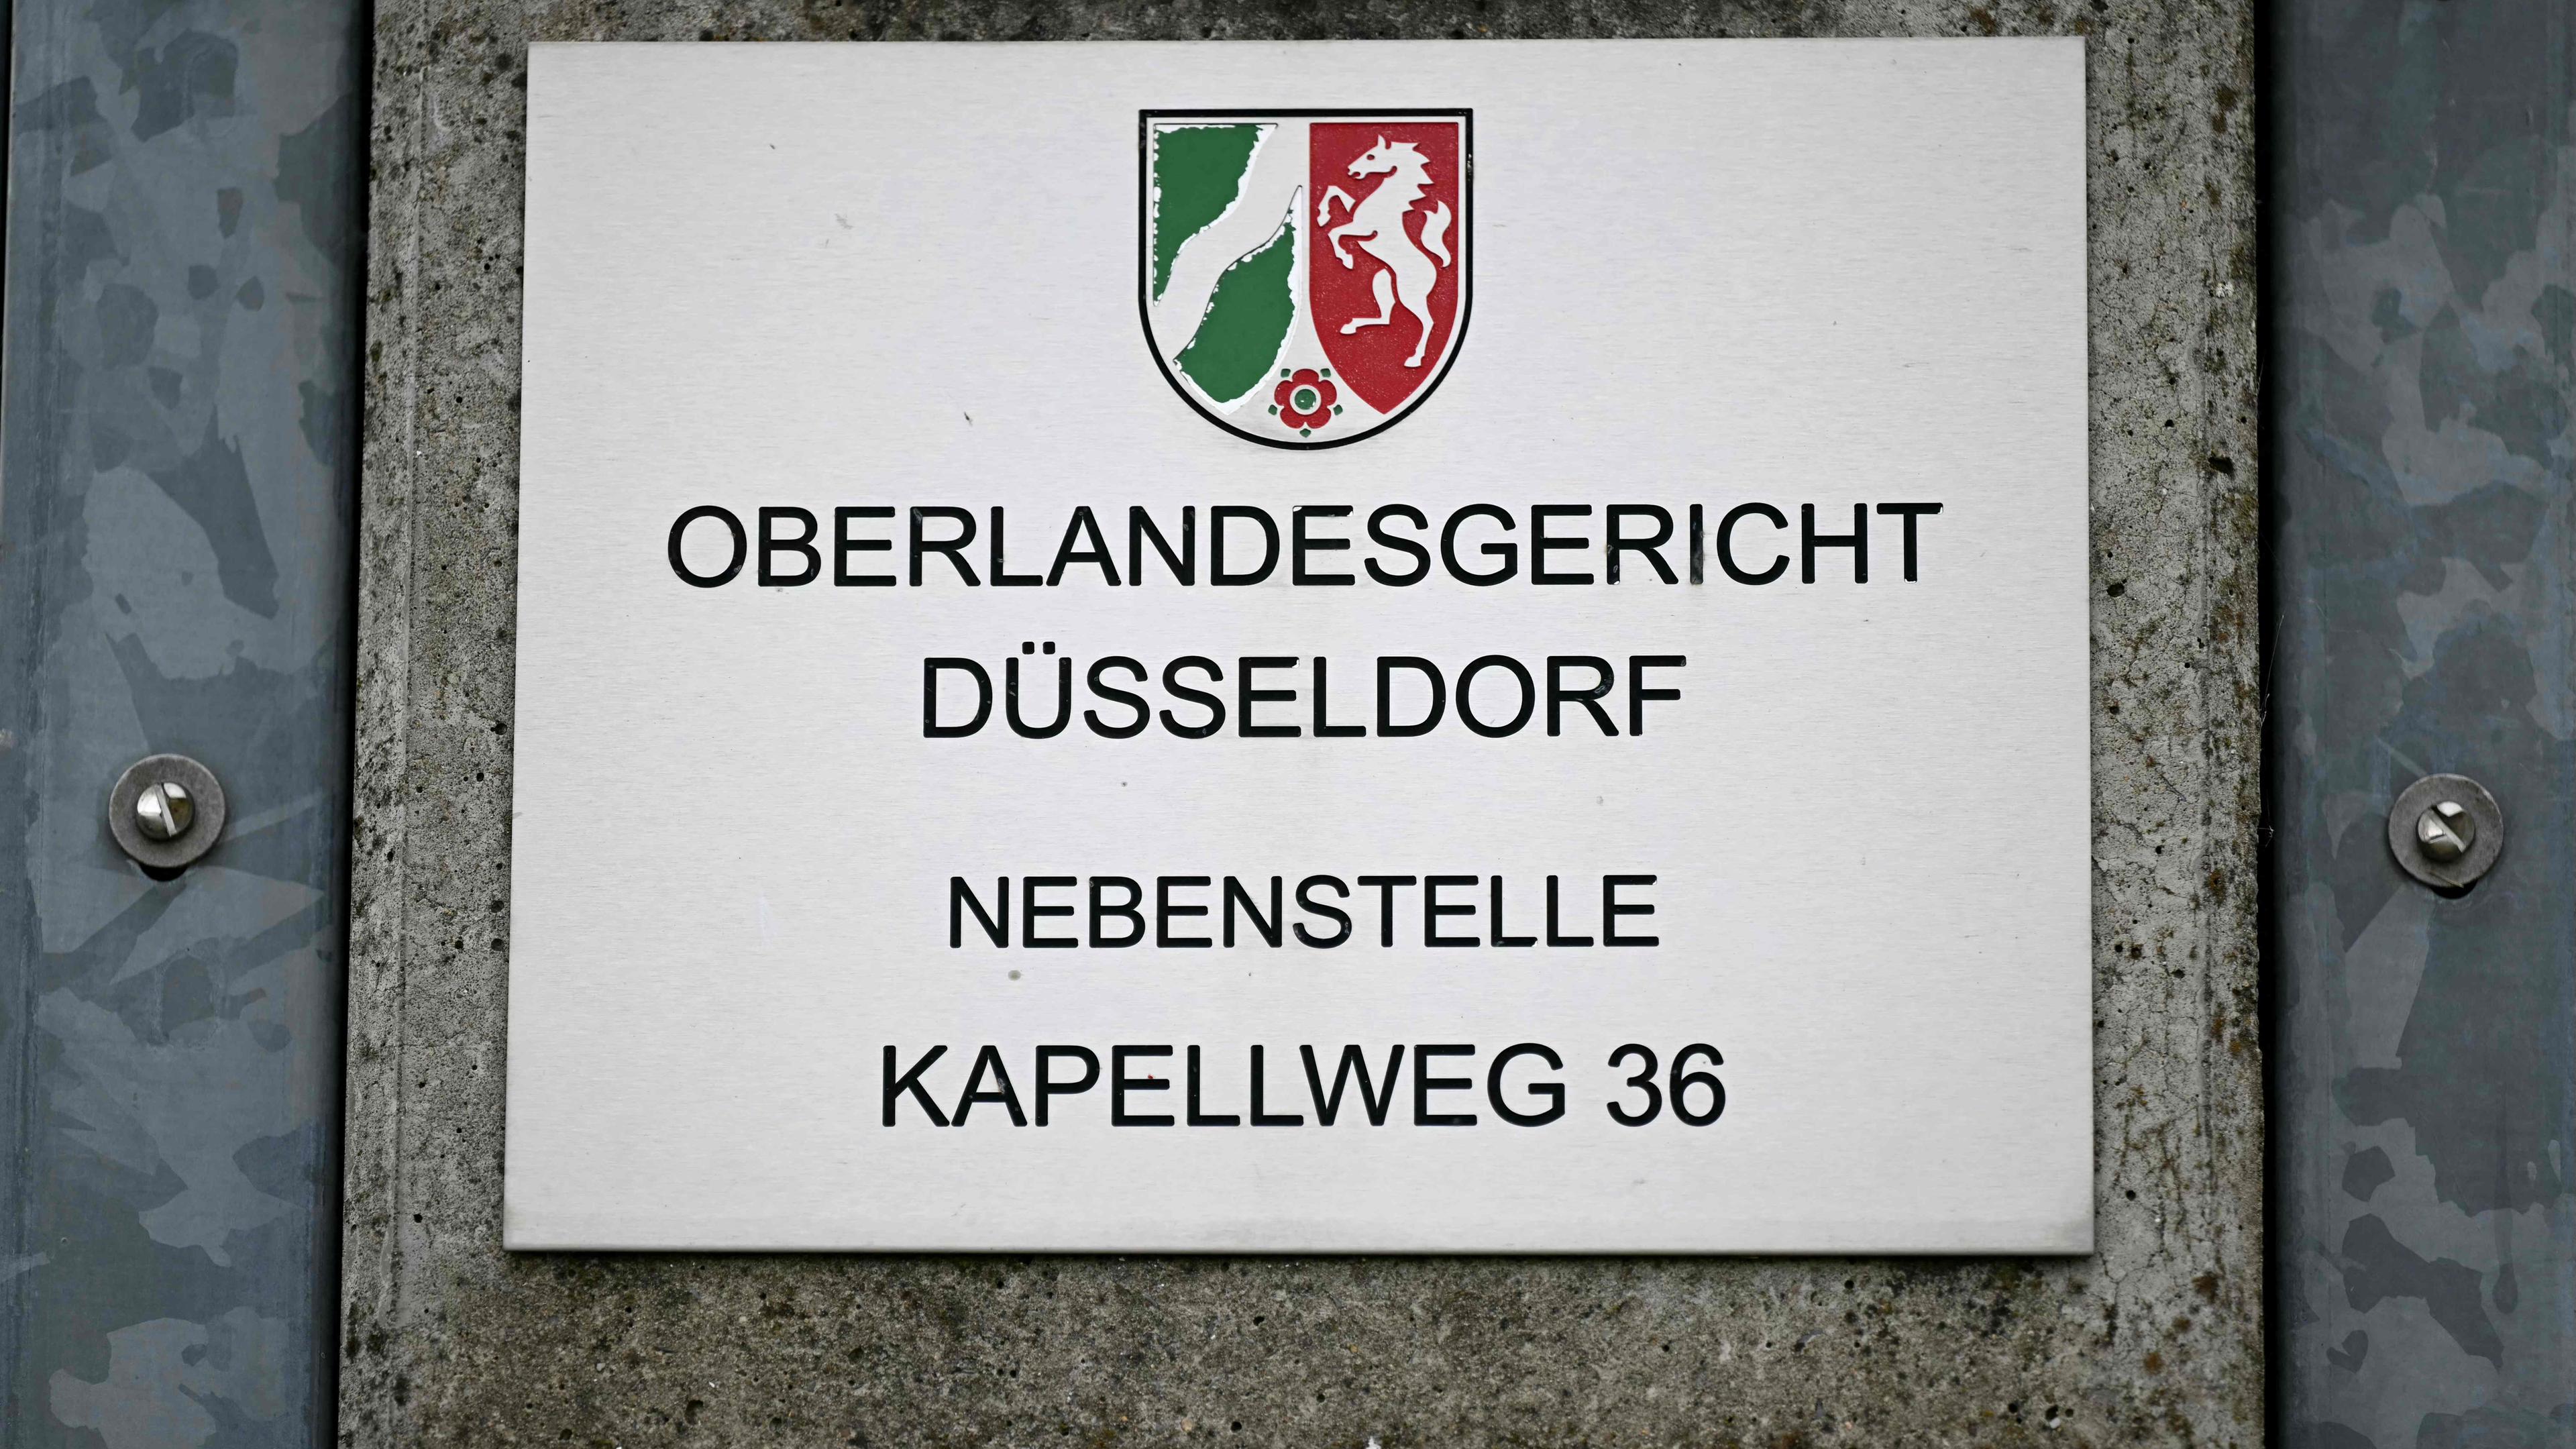 OBERLANDESGERICHT
DÜSSELDORF
NEBENSTELLE
KAPELLWEG 36